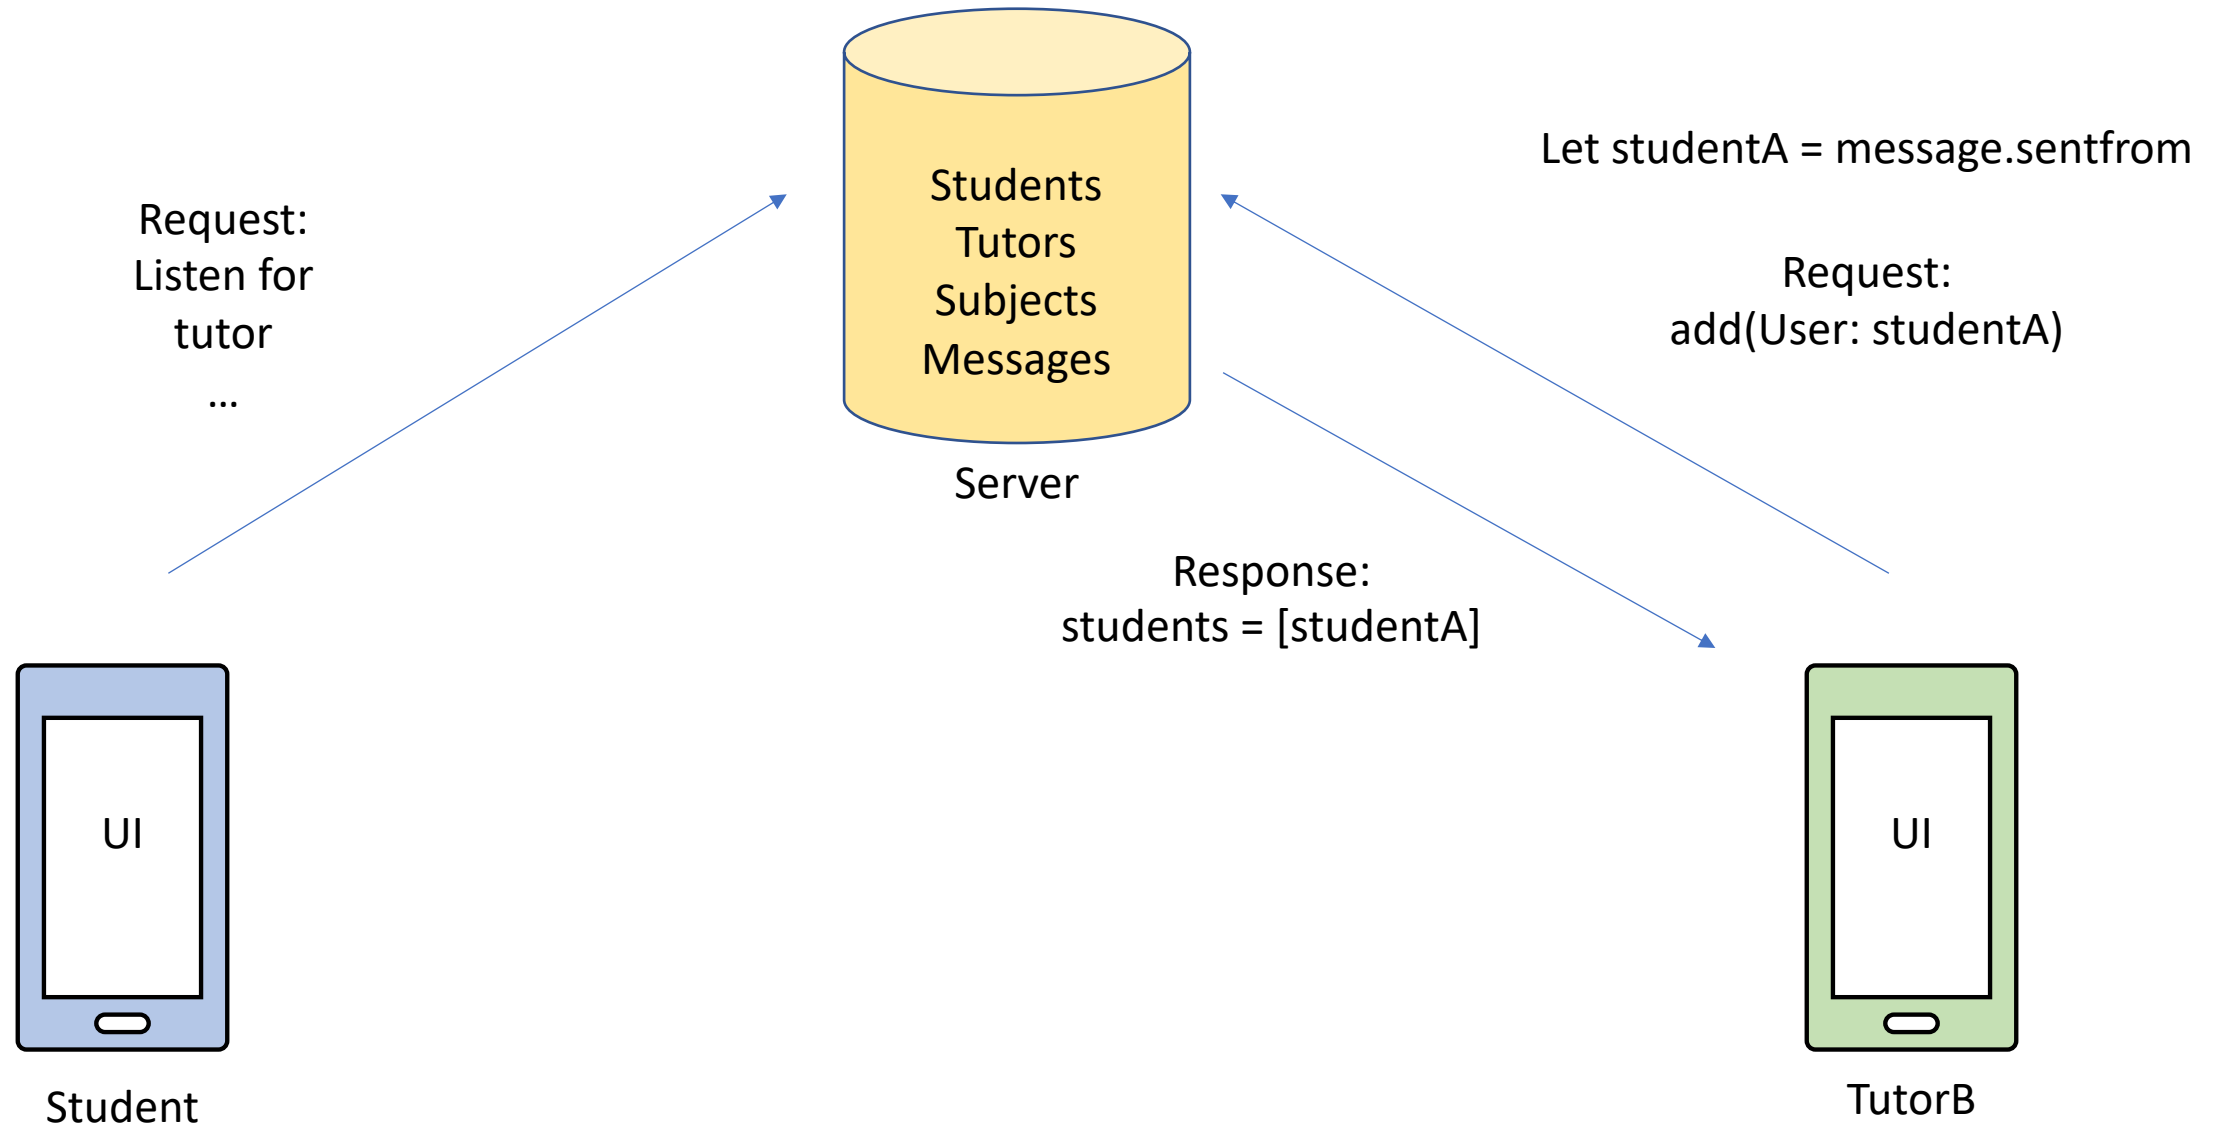 Request:
Listen for
tutor
...
Students
Tutors
Subjects
Messages
Server
Let studentA = message.sentfrom
Request:
add(User: studentA)
Response:
students = [studentA]
UI
Student
UI
TutorB